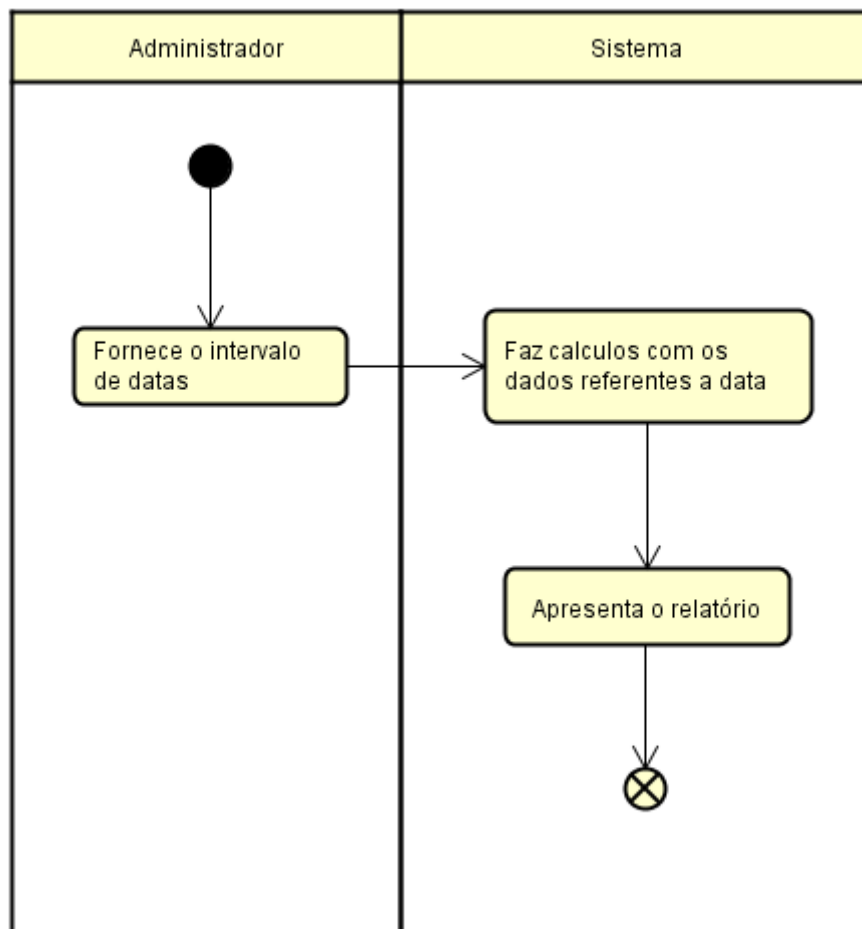 Administrador
Sistema
Fornece o intervalo
de datas
Faz calculos com os
dados referentes a data
Apresenta o relatório